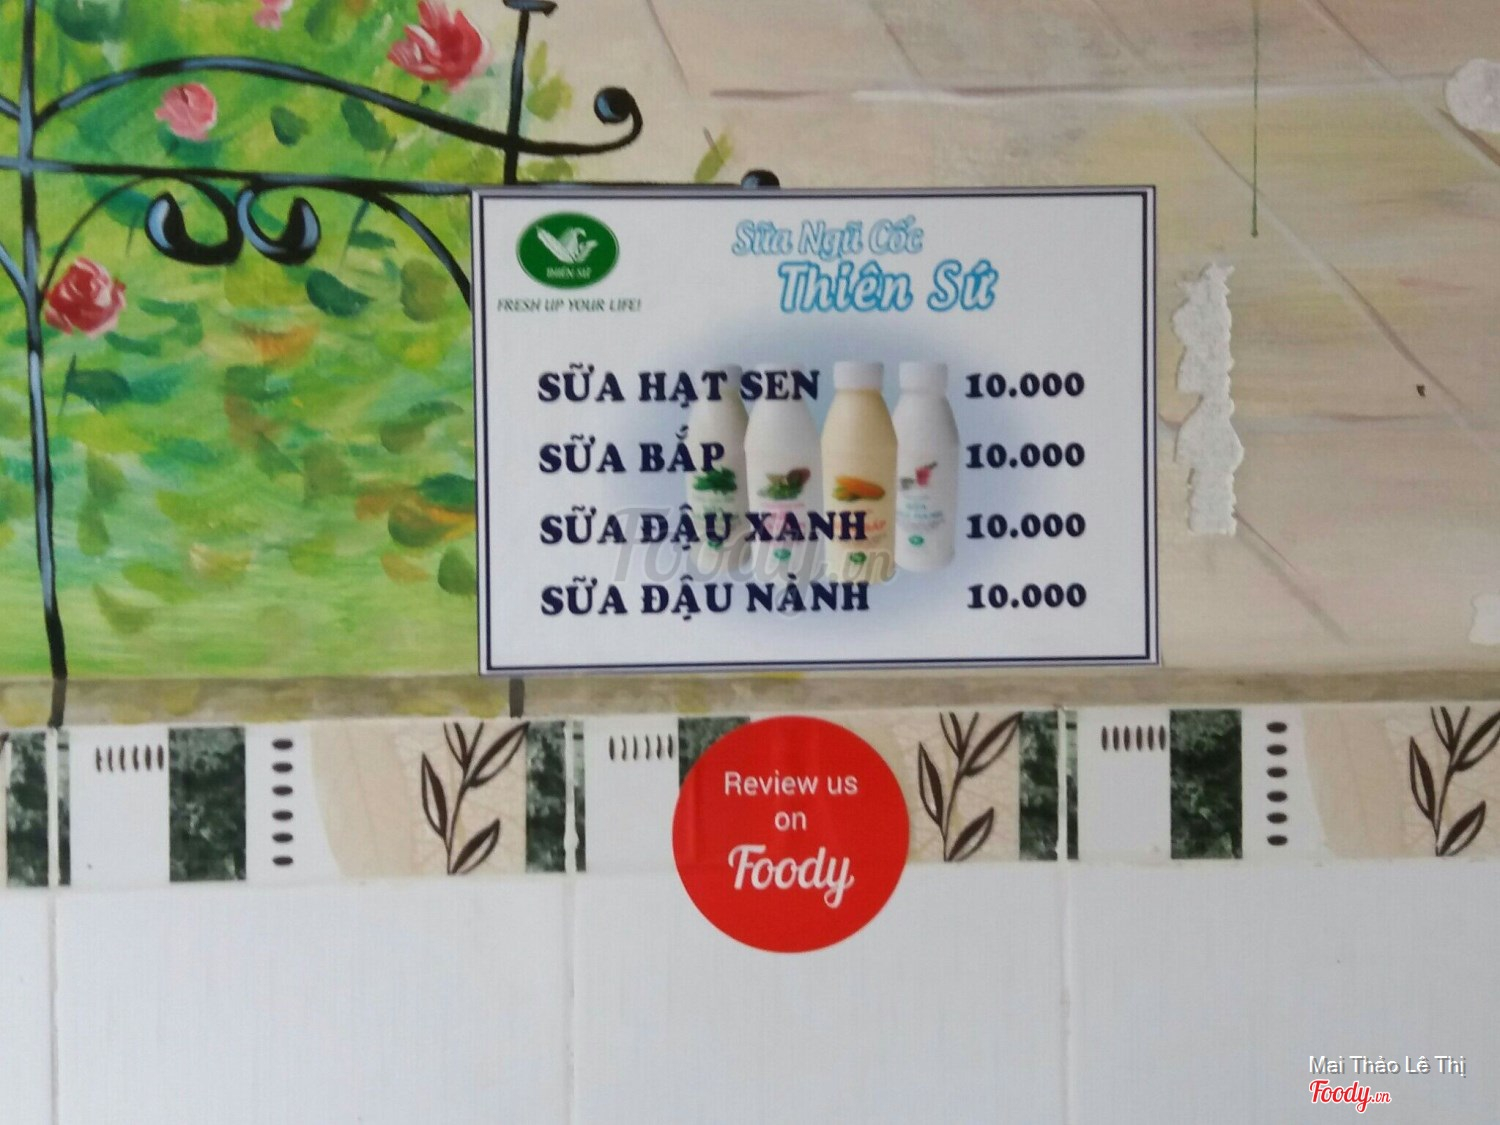 THIÊN SỨ
FRESH UP YOUR LIFE!
Sữa Ngũ Cốc
Thiên Sứ
SỮA HẠT SEN 10.000
SỮA BẮP 10.000
SỮA ĐẬU XANH 10.000
SỮA ĐẬU NÀNH 10.000
Foody.vn
Review us
on
Foody
Mai Thảo Lê Thị
Foody.vn